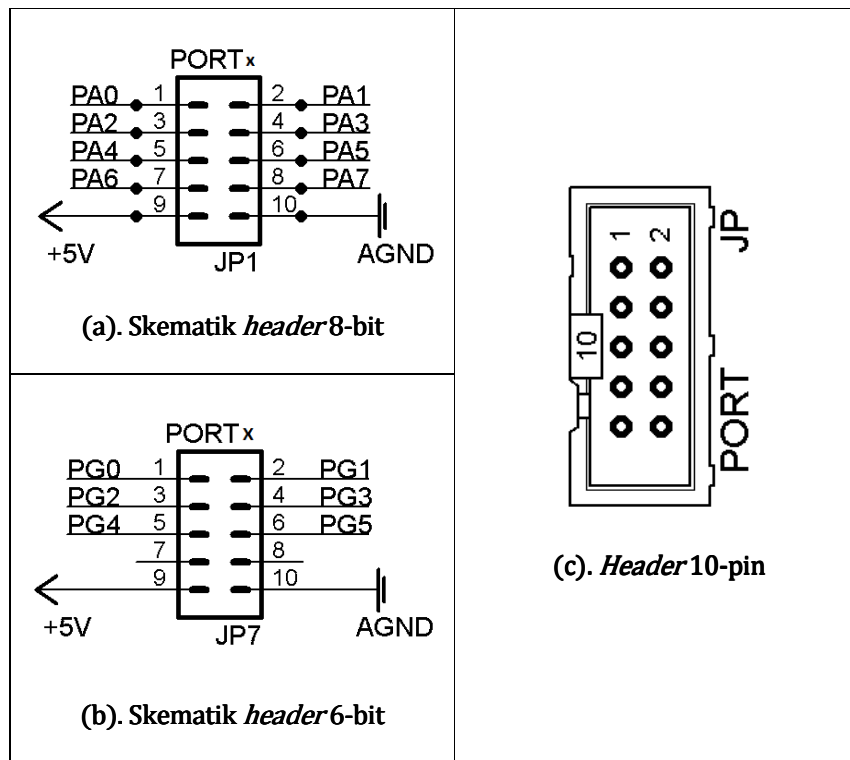 PORT x
PA0 1 2 PA1
PA2 3 4 PA3
PA4 5 6 PA5
PA6 7 8 PA7
9 10
+5V JP1 AGND
(a). Skematik header 8-bit
PORT x
PG0 1 2 PG1
PG2 3 4 PG3
PG4 5 6 PG5
7 8
9 10
+5V JP7 AGND
(b). Skematik header 6-bit
1 2
10
JP
PORT
(c). Header 10-pin